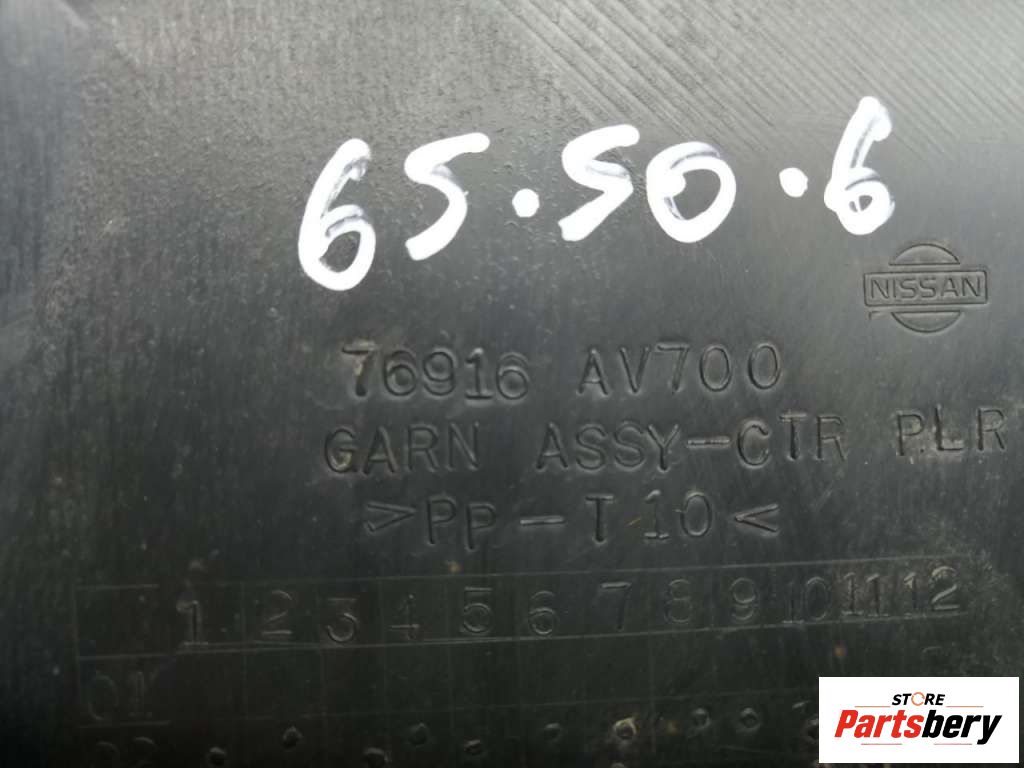 65.50.6
NISSAN
76916 AV700
GARN ASSY-CTR PLR
>PP-T10<
1 2 3 4 5 6 7 8 9 10 11 12
01
STORE
Partsbery